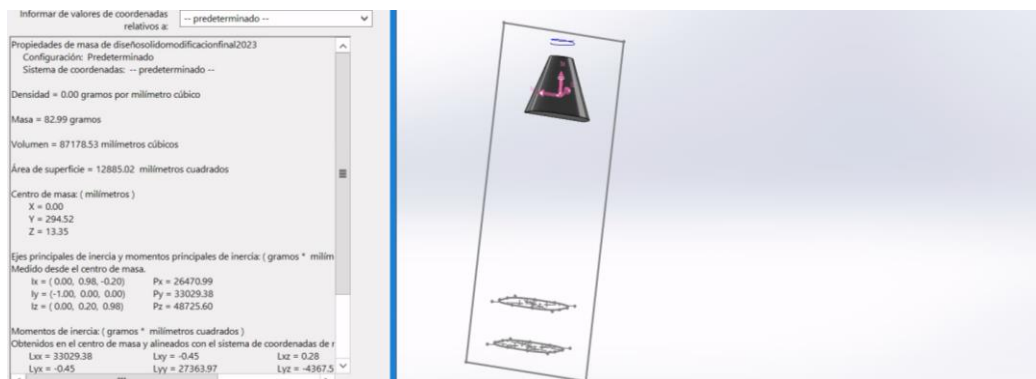 Informar de valores de coordenadas
relativos a:
-- predeterminado --
Propiedades de masa de diseñosolidomodificacionfinal2023
Configuración: Predeterminado
Sistema de coordenadas: -- predeterminado --
Densidad = 0.00 gramos por milímetro cúbico
Masa = 82.99 gramos
Volumen = 87178.53 milímetros cúbicos
Área de superficie = 12885.02 milímetros cuadrados
Centro de masa: ( milímetros )
X = 0.00
Y = 294.52
Z = 13.35
Ejes principales de inercia y momentos principales de inercia: ( gramos * milím
Medido desde el centro de masa.
Ix = ( 0.00, 0.98, -0.20) Px = 26470.99
Iy = (-1.00, 0.00, 0.00) Py = 33029.38
Iz = ( 0.00, 0.20, 0.98) Pz = 48725.60
Momentos de inercia: ( gramos * milímetros cuadrados )
Obtenidos en el centro de masa y alineados con el sistema de coordenadas de r
Lxx = 33029.38 Lxy = -0.45 Lxz = 0.28
Lyx = -0.45 Lyy = 27363.97 Lyz = -4367.5